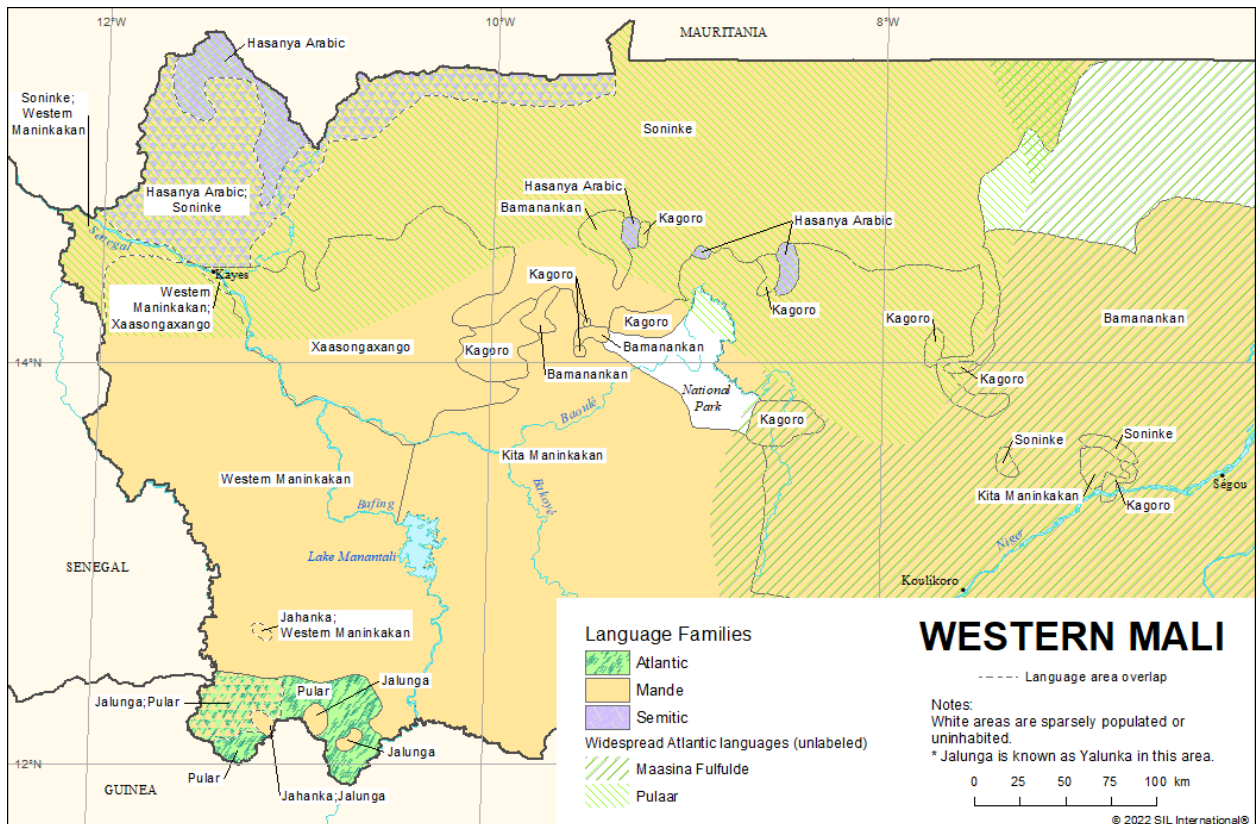 12°W
10°W
8°W
MAURITANIA
Hasanya Arabic
Soninke;
Western
Maninkakan
Soninke
Hasanya Arabic;
Soninke
Hasanya Arabic
Bamanankan
Kagoro
Hasanya Arabic
Senegal
Kayes
Kagoro
Western
Maninkakan;
Xaasongaxango
Kagoro
Kagoro
Kagoro
Bamanankan
Xaasongaxango
Kagoro
Bamanankan
14°N
Bamanankan
Kagoro
National
Park
Baoulé
Kagoro
Soninke
Soninke
Kita Maninkakan
Western Maninkakan
Bakoyé
Kita Maninkakan
Kagoro
Ségou
Bafing
Niger
Lake Manantali
SENEGAL
Koulikoro
Jahanka;
Western Maninkakan
Jalunga
Pular
Jalunga;Pular
Jalunga
12°N
Pular
GUINEA
Jahanka;Jalunga
Language Families
Atlantic
Mande
Semitic
Widespread Atlantic languages (unlabeled)
Maasina Fulfulde
Pulaar
WESTERN MALI
Language area overlap
Notes:
White areas are sparsely populated or
uninhabited.
* Jalunga is known as Yalunka in this area.
0 25 50 75 100 km
© 2022 SIL International®